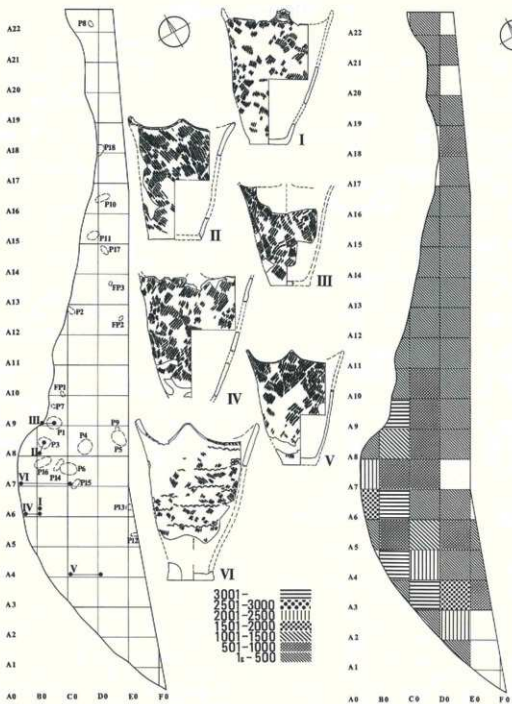 A22
A21
A20
A19
A18
A17
A16
A15
A14
A13
A12
A11
A10
A9
A8
A7
A6
A5
A4
A3
A2
A1
A0 B0 C0 D0 E0 F0
P8
P18
P10
P11
P17
FP3
P2
FP2
FP1
P7
III
P1
P9
P3
P4
P5
II
P16
P14
P6
VI
P15
I
IV
P13
P12
V
I
II
III
IV
V
VI
3001-
2501-3000
2001-2500
1501-2000
1001-1500
501-1000
1g-500
A22
A21
A20
A19
A18
A17
A16
A15
A14
A13
A12
A11
A10
A9
A8
A7
A6
A5
A4
A3
A2
A1
A0 B0 C0 D0 E0 F0